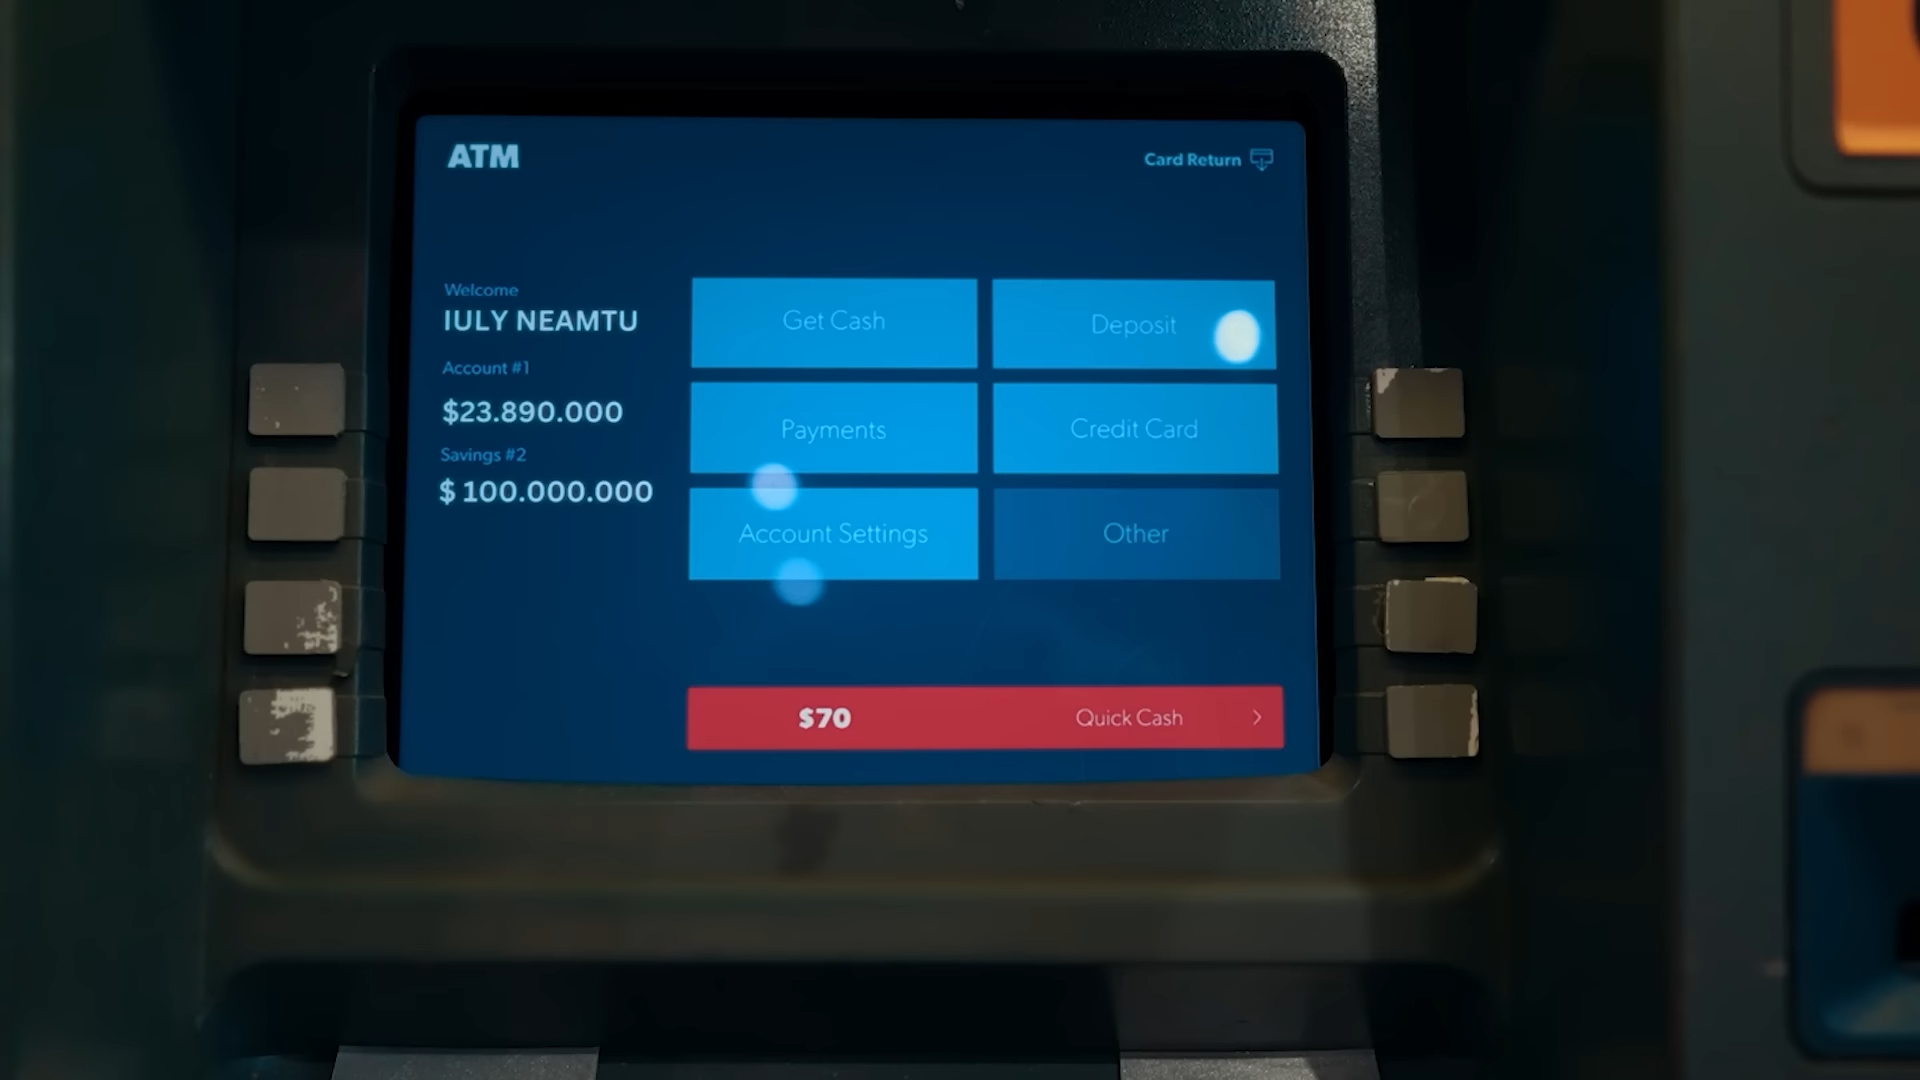 ATM
Card Return
Welcome
IULY NEAMTU
Account #1
$23.890.000
Savings #2
$ 100.000.000
Get Cash
Deposit
Payments
Credit Card
Account Settings
Other
$70
Quick Cash